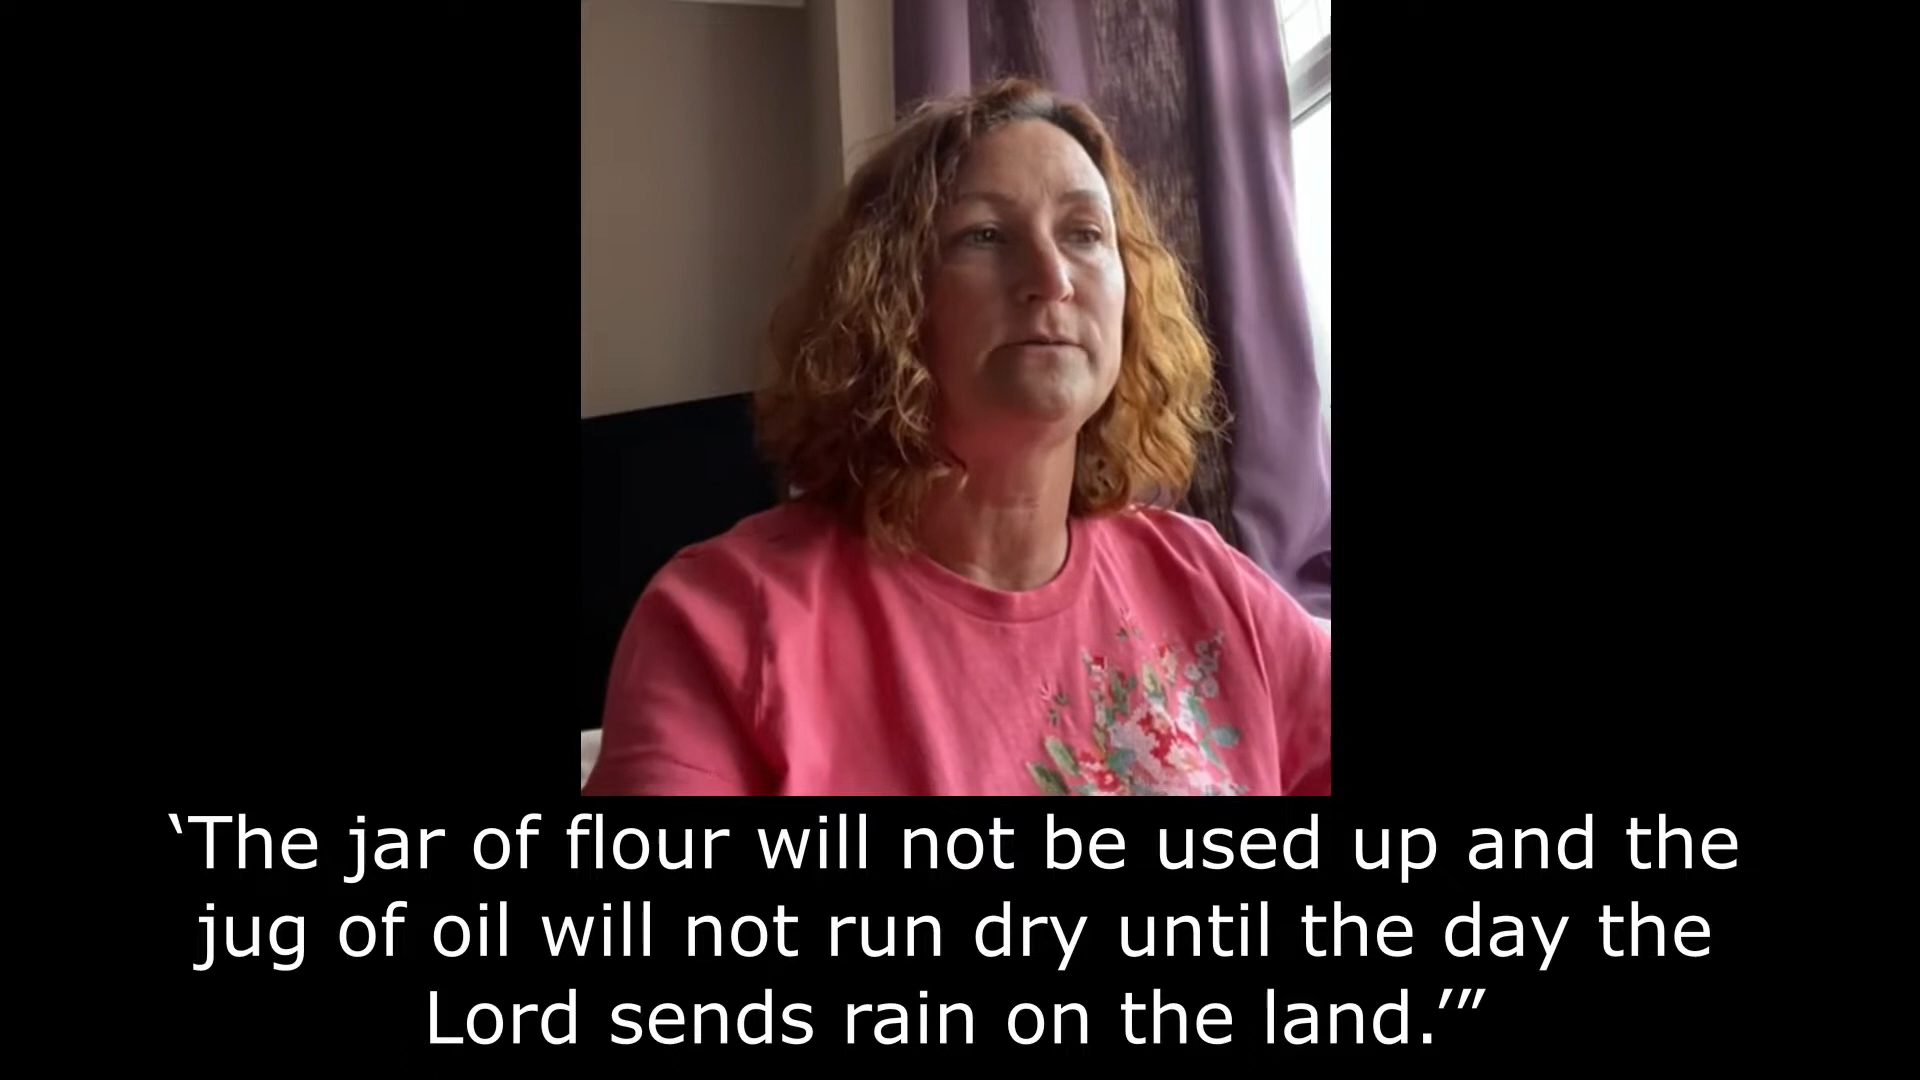 ‘The jar of flour will not be used up and the
jug of oil will not run dry until the day the
Lord sends rain on the land.’”